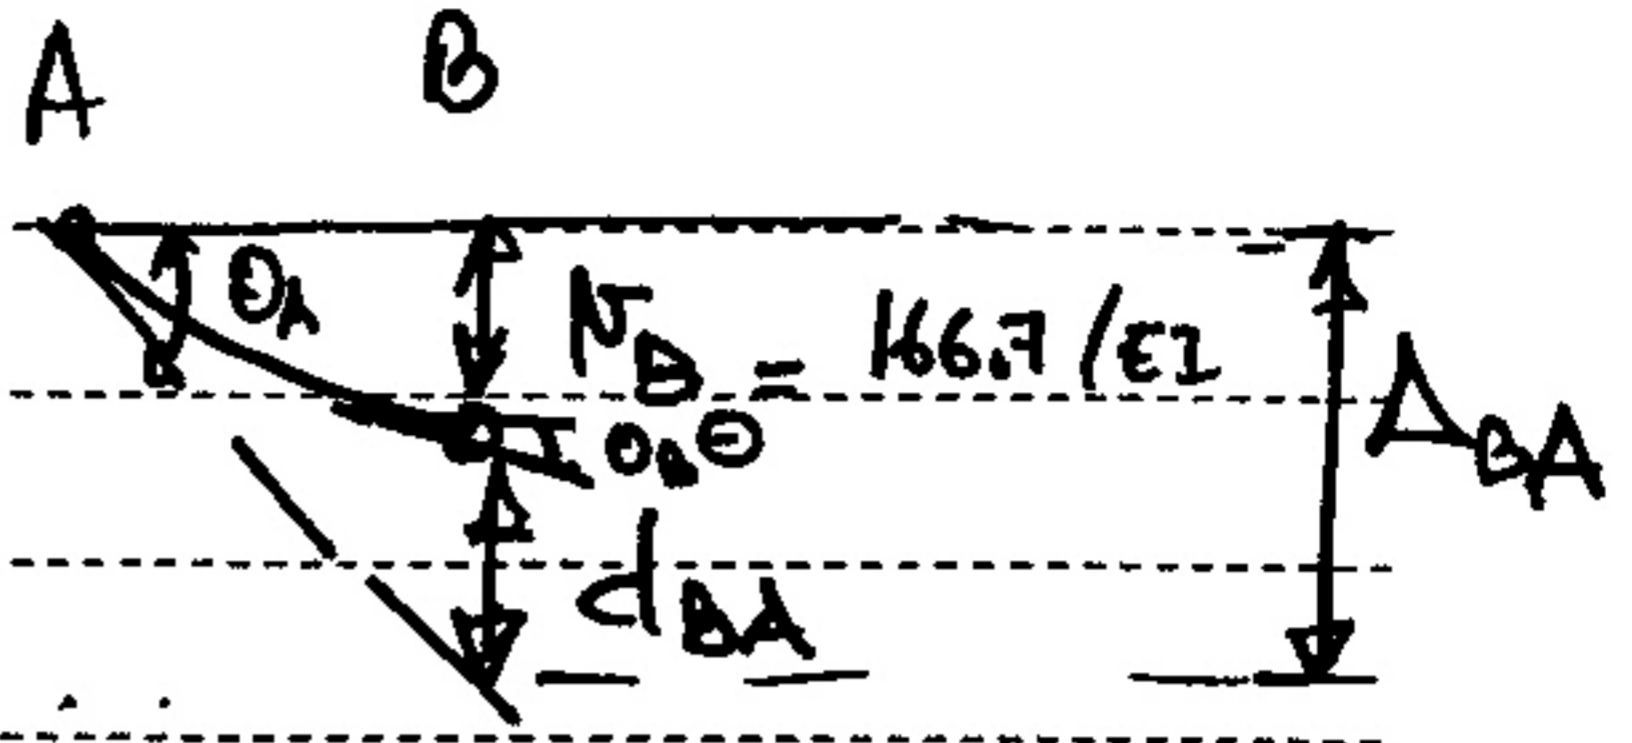 A B
θA
vB = 166.7/EI
θB ⊖
dBA
ΔBA